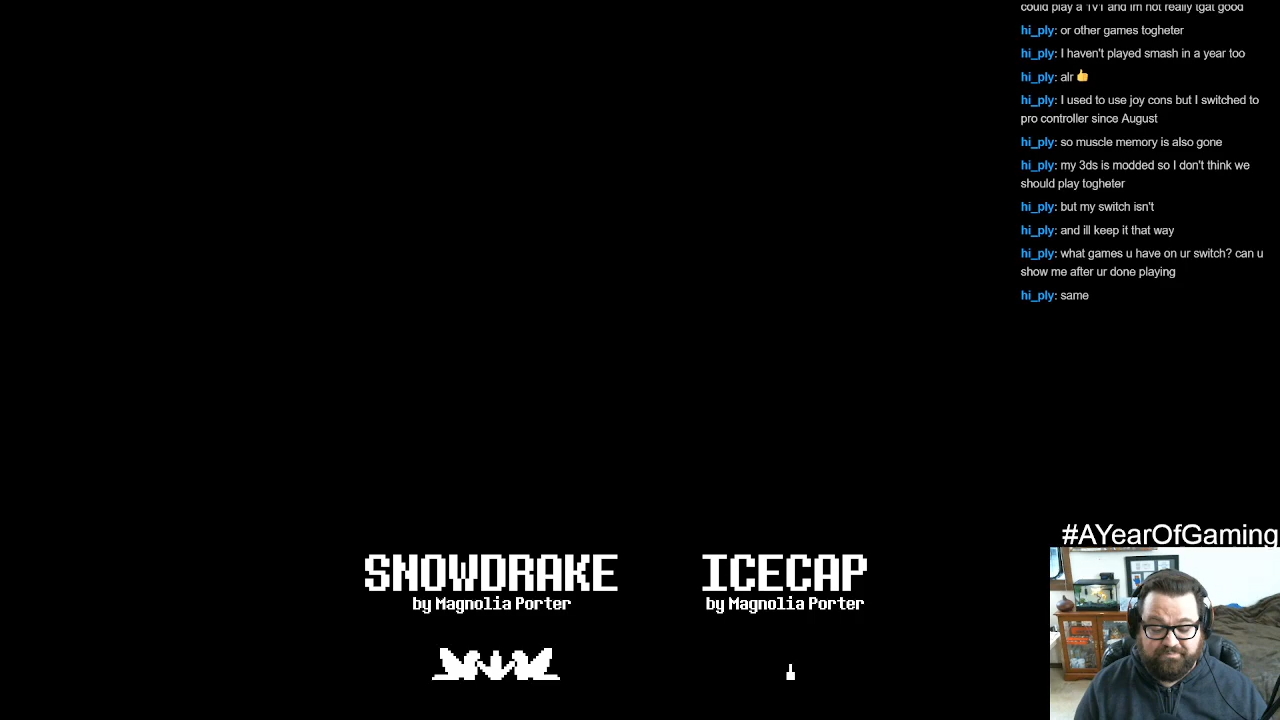 could play a 1v1 and im not really tgat good
hi_ply: or other games togheter
hi_ply: I haven't played smash in a year too
hi_ply: alr 👍
hi_ply: I used to use joy cons but I switched to
pro controller since August
hi_ply: so muscle memory is also gone
hi_ply: my 3ds is modded so I don't think we
should play togheter
hi_ply: but my switch isn't
hi_ply: and ill keep it that way
hi_ply: what games u have on ur switch? can u
show me after ur done playing
hi_ply: same
#AYearOfGaming
SNOWDRAKE
by Magnolia Porter
ICECAP
by Magnolia Porter